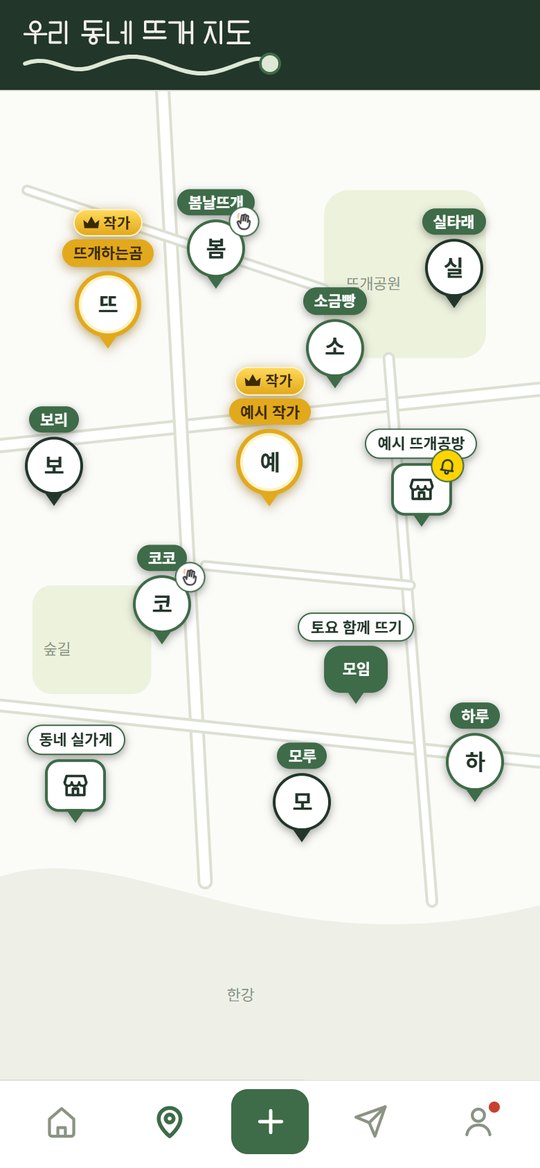 우리 동네 뜨개 지도
봄날뜨개
봄
작가
뜨개하는곰
뜨
실타래
실
뜨개공원
소금빵
소
작가
예시 작가
예
보리
보
예시 뜨개공방
코코
코
숲길
토요 함께 뜨기
모임
하루
하
동네 실가게
모루
모
한강